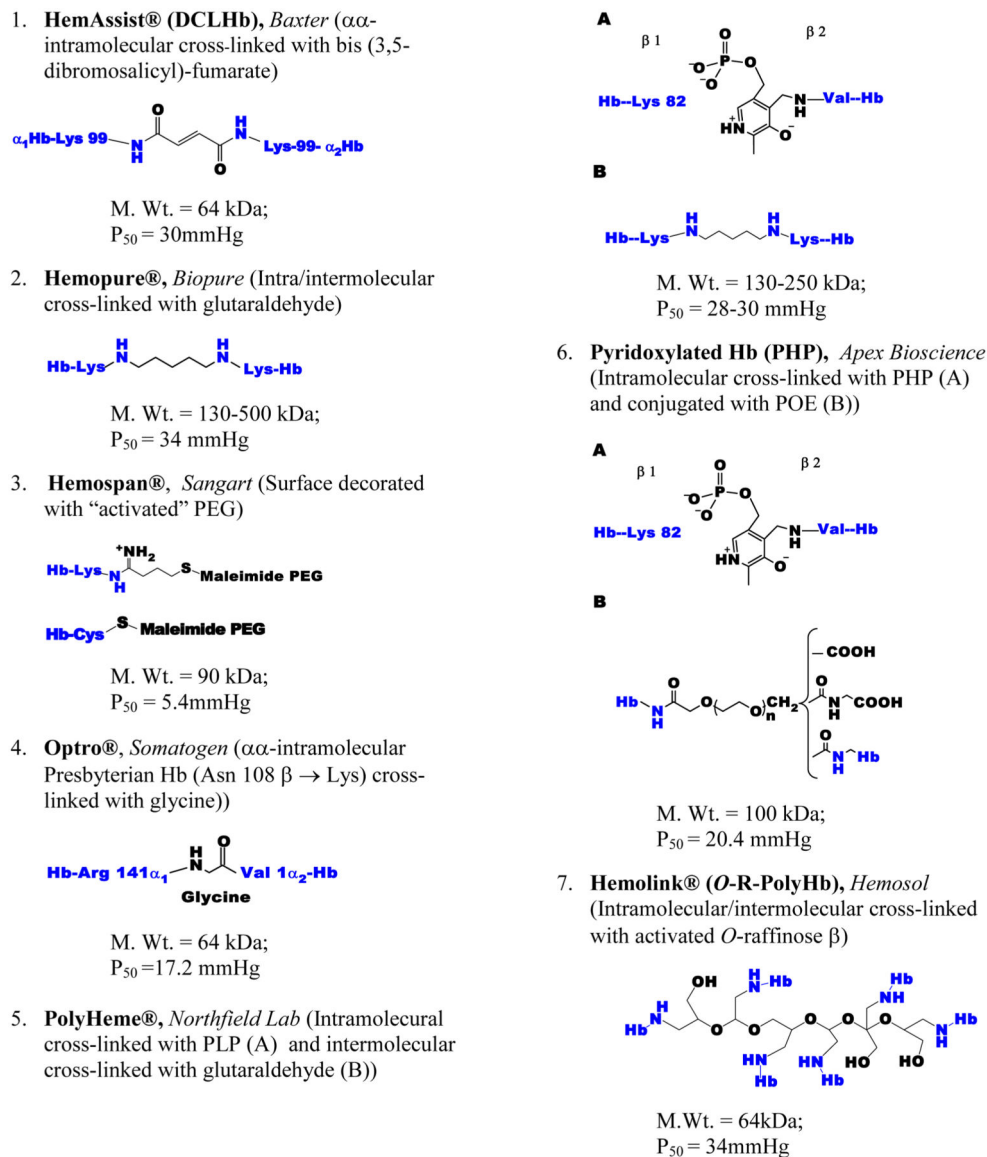 1. HemAssist® (DCLHb), Baxter (αα-
intramolecular cross-linked with bis (3,5-
dibromosalicyl)-fumarate)
O
H
α1Hb-Lys 99
N
N
H
Lys-99- α2Hb
O
M. Wt. = 64 kDa;
P50 = 30mmHg
2. Hemopure®, Biopure (Intra/intermolecular
cross-linked with glutaraldehyde)
H H
N N
Hb-Lys Lys-Hb
M. Wt. = 130-500 kDa;
P50 = 34 mmHg
3. Hemospan®, Sangart (Surface decorated
with “activated” PEG)
+NH2
Hb-Lys N S Maleimide PEG
H
Hb-Cys S Maleimide PEG
M. Wt. = 90 kDa;
P50 = 5.4mmHg
4. Optro®, Somatogen (αα-intramolecular
Presbyterian Hb (Asn 108 β → Lys) cross-
linked with glycine))
H O
N
Hb-Arg 141α1 Val 1α2-Hb
Glycine
M. Wt. = 64 kDa;
P50 =17.2 mmHg
5. PolyHeme®, Northfield Lab (Intramolecural
cross-linked with PLP (A) and intermolecular
cross-linked with glutaraldehyde (B))
A
β 1 O β 2
-O P O
-O
Hb--Lys 82 N Val--Hb
H
HN+ O-
B
H H
N N
Hb--Lys Lys--Hb
M. Wt. = 130-250 kDa;
P50 = 28-30 mmHg
6. Pyridoxylated Hb (PHP), Apex Bioscience
(Intramolecular cross-linked with PHP (A)
and conjugated with POE (B))
A
β 1 O β 2
-O P O
-O
Hb--Lys 82 N Val--Hb
H
HN+ O-
B
COOH
O O
Hb N O( O)n CH2 N COOH
H H
O
N Hb
H
M. Wt. = 100 kDa;
P50 = 20.4 mmHg
7. Hemolink® (O-R-PolyHb), Hemosol
(Intramolecular/intermolecular cross-linked
with activated O-raffinose β)
OH H N-Hb Hb
H NH
Hb N O O O O O N Hb
H
HN HN HO HO
Hb Hb
M.Wt. = 64kDa;
P50 = 34mmHg